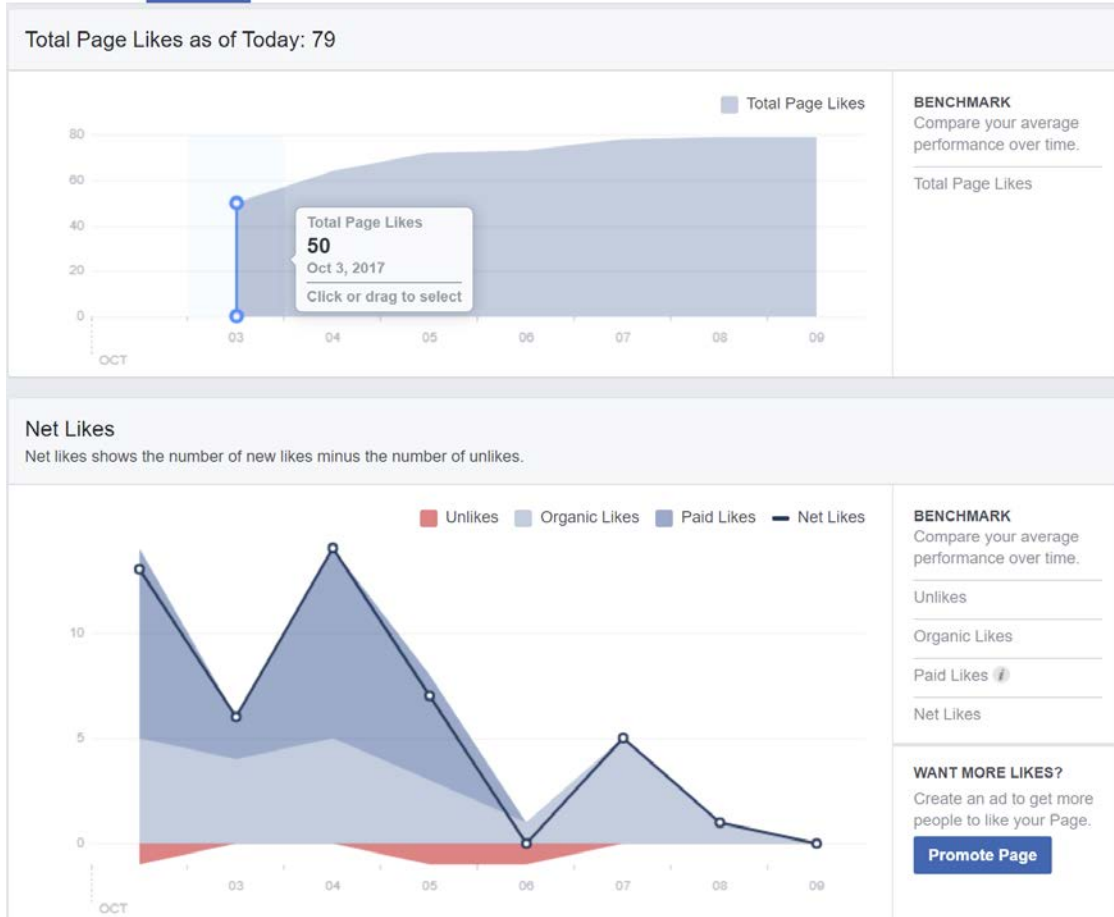 Total Page Likes as of Today: 79
Total Page Likes
BENCHMARK
Compare your average
performance over time.
Total Page Likes
80
60
40
20
0
Total Page Likes
50
Oct 3, 2017
Click or drag to select
03 04 05 06 07 08 09
OCT
Net Likes
Net likes shows the number of new likes minus the number of unlikes.
Unlikes Organic Likes Paid Likes Net Likes
BENCHMARK
Compare your average
performance over time.
Unlikes
Organic Likes
Paid Likes i
Net Likes
10
5
0
03 04 05 06 07 08 09
OCT
WANT MORE LIKES?
Create an ad to get more
people to like your Page.
Promote Page